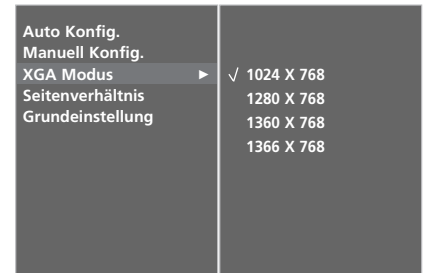 Auto Konfig.
Manuell Konfig.
XGA Modus ►
Seitenverhältnis
Grundeinstellung
√ 1024 X 768
1280 X 768
1360 X 768
1366 X 768